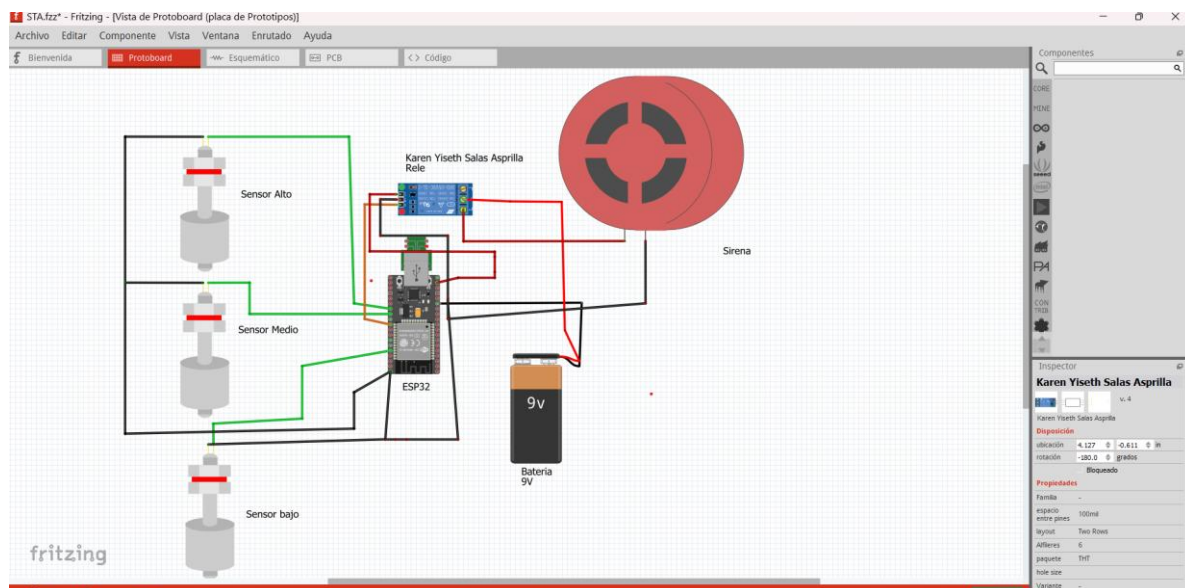 STA.fzz* - Fritzing - [Vista de Protoboard (placa de Prototipos)]
Archivo Editar Componente Vista Ventana Enrutado Ayuda
Bienvenida Protoboard Esquemático PCB <> Código
Componentes
CORE
MINE
CON
TRIB
Karen Yiseth Salas Asprilla
Rele
Sensor Alto
Sirena
Sensor Medio
ESP32
9v
Bateria
9V
Sensor bajo
fritzing
Inspector
Karen Yiseth Salas Asprilla
v. 4
Karen Yiseth Salas Asprilla
Disposición
ubicación 4.127 -0.611 in
rotación -180.0 grados
Bloqueado
Propiedades
Familia -
espacio
entre pines 100mil
layout Two Rows
Alfileres 6
paquete THT
hole size
Variante -